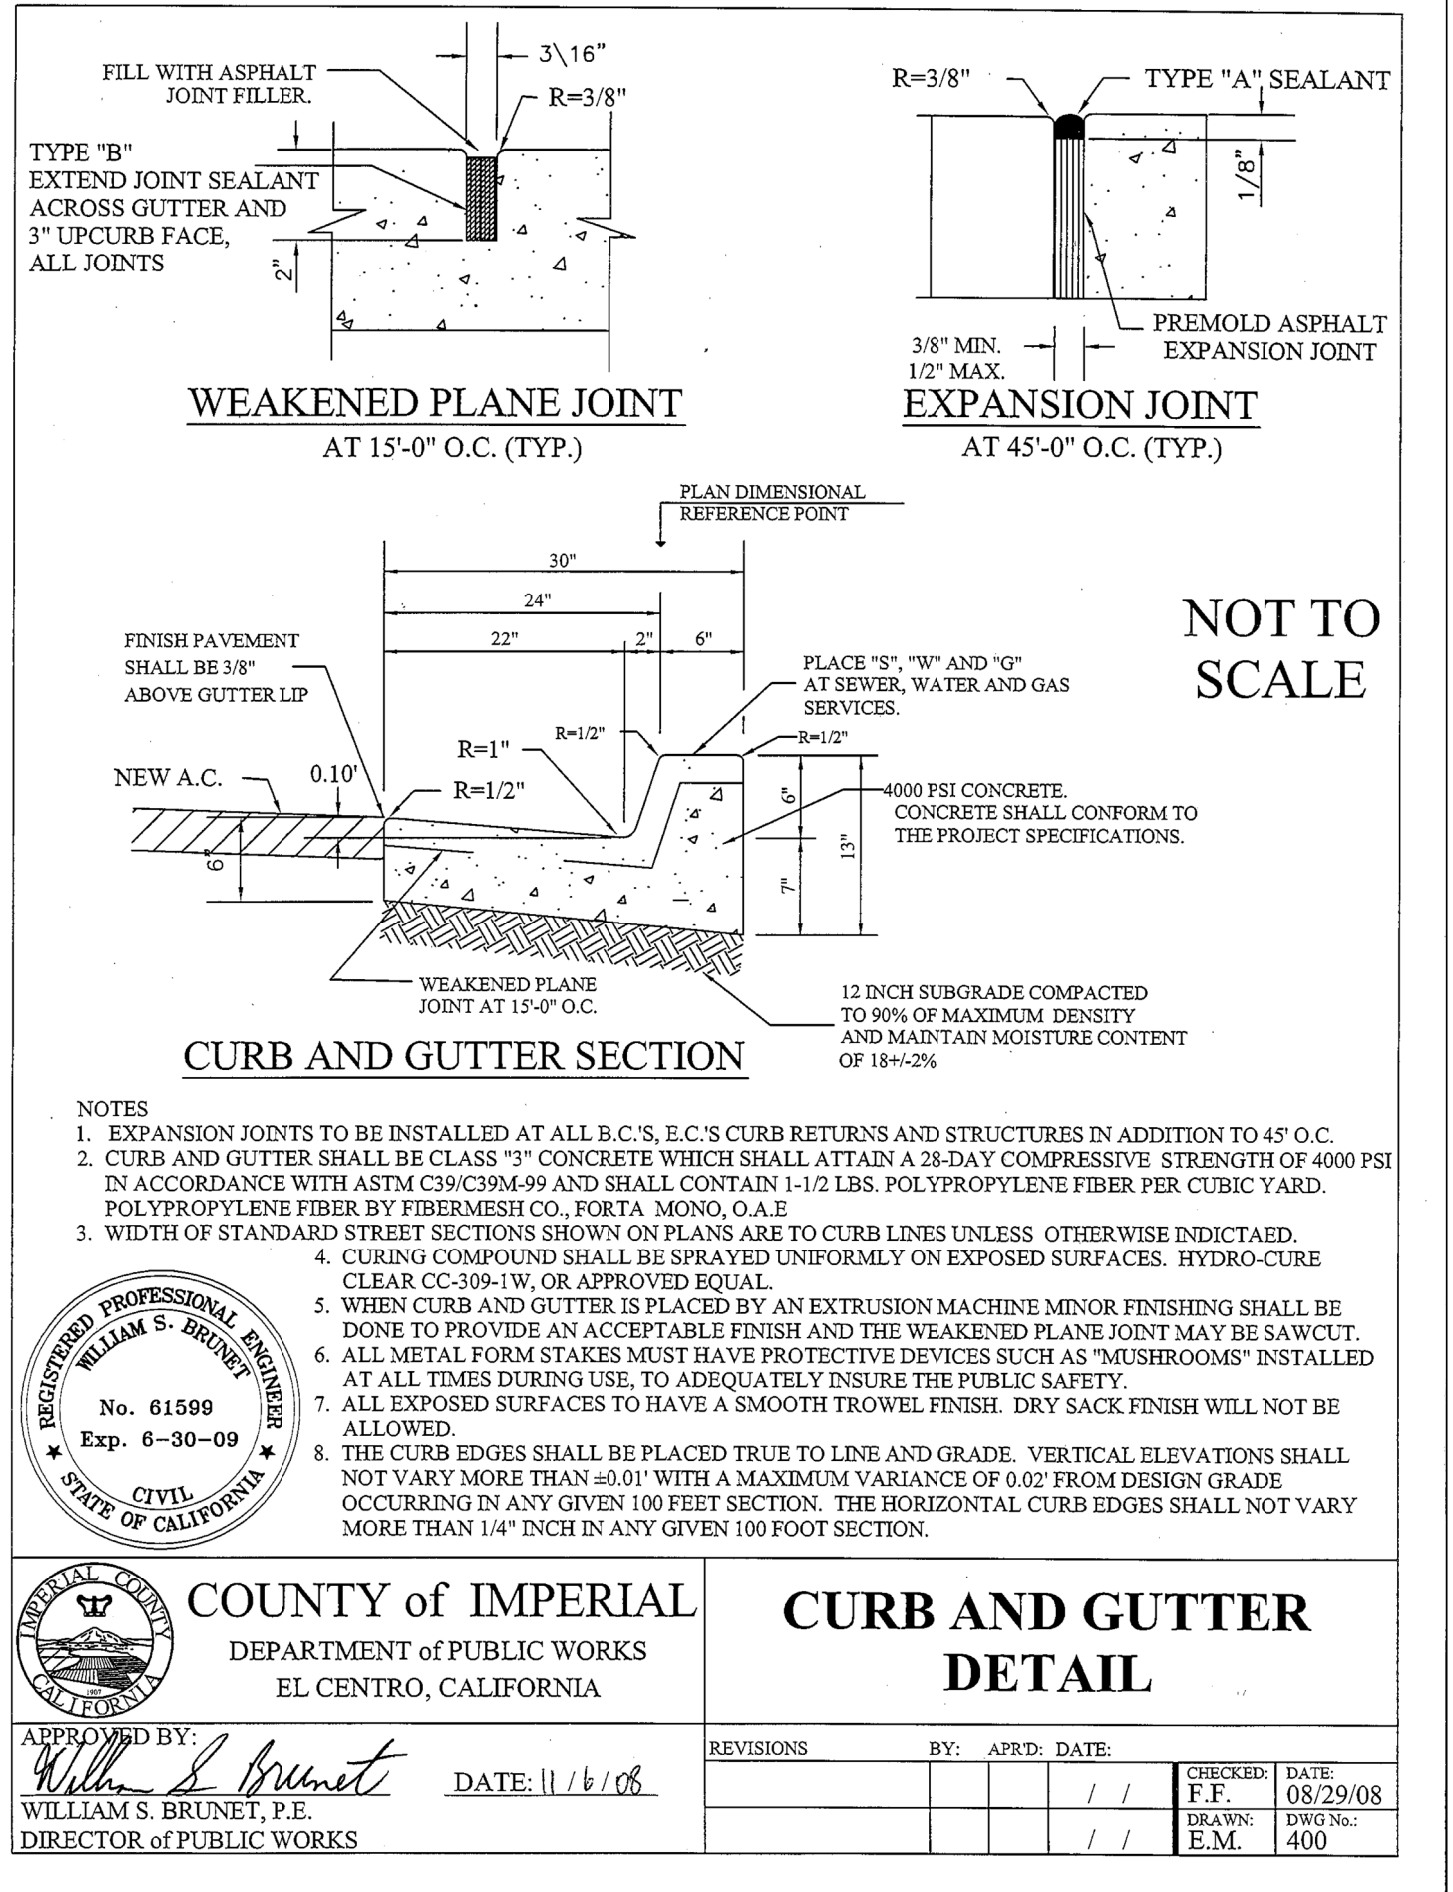 3\16"
FILL WITH ASPHALT
JOINT FILLER.
R=3/8"
TYPE "B"
EXTEND JOINT SEALANT
ACROSS GUTTER AND
3" UPCURB FACE,
ALL JOINTS
2"
WEAKENED PLANE JOINT
AT 15'-0" O.C. (TYP.)
R=3/8"
TYPE "A" SEALANT
1/8"
PREMOLD ASPHALT
EXPANSION JOINT
3/8" MIN.
1/2" MAX.
EXPANSION JOINT
AT 45'-0" O.C. (TYP.)
PLAN DIMENSIONAL
REFERENCE POINT
30"
24"
22"
2"
6"
NOT TO
SCALE
FINISH PAVEMENT
SHALL BE 3/8"
ABOVE GUTTER LIP
PLACE "S", "W" AND "G"
AT SEWER, WATER AND GAS
SERVICES.
R=1/2"
R=1/2"
R=1"
R=1/2"
NEW A.C.
0.10'
6"
6"
13"
7"
4000 PSI CONCRETE.
CONCRETE SHALL CONFORM TO
THE PROJECT SPECIFICATIONS.
WEAKENED PLANE
JOINT AT 15'-0" O.C.
12 INCH SUBGRADE COMPACTED
TO 90% OF MAXIMUM DENSITY
AND MAINTAIN MOISTURE CONTENT
OF 18+/-2%
CURB AND GUTTER SECTION
NOTES
1. EXPANSION JOINTS TO BE INSTALLED AT ALL B.C.'S, E.C.'S CURB RETURNS AND STRUCTURES IN ADDITION TO 45' O.C.
2. CURB AND GUTTER SHALL BE CLASS "3" CONCRETE WHICH SHALL ATTAIN A 28-DAY COMPRESSIVE STRENGTH OF 4000 PSI
IN ACCORDANCE WITH ASTM C39/C39M-99 AND SHALL CONTAIN 1-1/2 LBS. POLYPROPYLENE FIBER PER CUBIC YARD.
POLYPROPYLENE FIBER BY FIBERMESH CO., FORTA MONO, O.A.E
3. WIDTH OF STANDARD STREET SECTIONS SHOWN ON PLANS ARE TO CURB LINES UNLESS OTHERWISE INDICTAED.
4. CURING COMPOUND SHALL BE SPRAYED UNIFORMLY ON EXPOSED SURFACES. HYDRO-CURE
CLEAR CC-309-1W, OR APPROVED EQUAL.
5. WHEN CURB AND GUTTER IS PLACED BY AN EXTRUSION MACHINE MINOR FINISHING SHALL BE
DONE TO PROVIDE AN ACCEPTABLE FINISH AND THE WEAKENED PLANE JOINT MAY BE SAWCUT.
6. ALL METAL FORM STAKES MUST HAVE PROTECTIVE DEVICES SUCH AS "MUSHROOMS" INSTALLED
AT ALL TIMES DURING USE, TO ADEQUATELY INSURE THE PUBLIC SAFETY.
7. ALL EXPOSED SURFACES TO HAVE A SMOOTH TROWEL FINISH. DRY SACK FINISH WILL NOT BE
ALLOWED.
8. THE CURB EDGES SHALL BE PLACED TRUE TO LINE AND GRADE. VERTICAL ELEVATIONS SHALL
NOT VARY MORE THAN ±0.01' WITH A MAXIMUM VARIANCE OF 0.02' FROM DESIGN GRADE
OCCURRING IN ANY GIVEN 100 FEET SECTION. THE HORIZONTAL CURB EDGES SHALL NOT VARY
MORE THAN 1/4" INCH IN ANY GIVEN 100 FOOT SECTION.
REGISTERED PROFESSIONAL ENGINEER
WILLIAM S. BRUNET
No. 61599
Exp. 6-30-09
CIVIL
STATE OF CALIFORNIA
IMPERIAL COUNTY
1907
CALIFORNIA
COUNTY of IMPERIAL
DEPARTMENT of PUBLIC WORKS
EL CENTRO, CALIFORNIA
CURB AND GUTTER
DETAIL
APPROVED BY:
William S Brunet
DATE: 11/6/08
WILLIAM S. BRUNET, P.E.
DIRECTOR of PUBLIC WORKS
REVISIONS BY: APR'D: DATE:
/ /
/ /
CHECKED:
F.F.
DATE:
08/29/08
DRAWN:
E.M.
DWG No.:
400